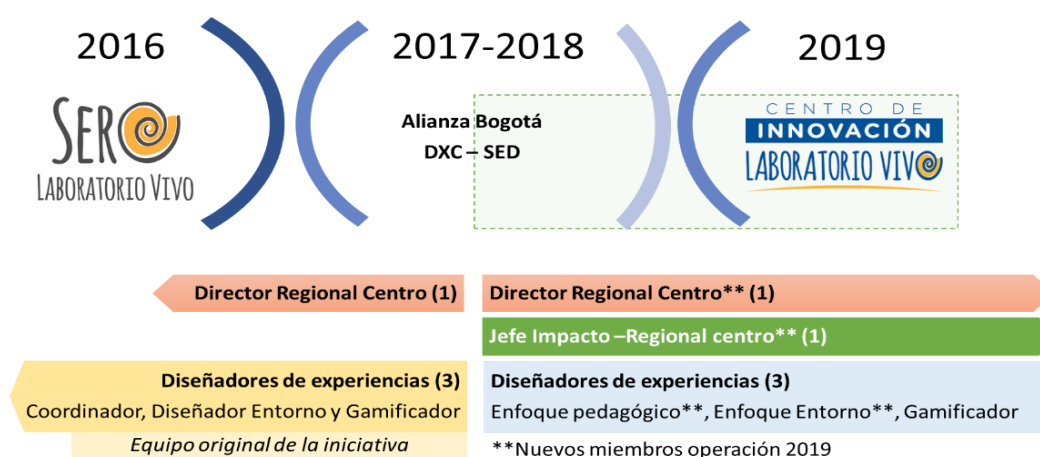 2016
2017-2018
2019
SERO
LABORATORIO VIVO
Alianza Bogotá
DXC – SED
CENTRO DE
INNOVACIÓN
LABORATORIO VIVO
Director Regional Centro (1)
Director Regional Centro** (1)
Jefe Impacto –Regional centro** (1)
Diseñadores de experiencias (3)
Coordinador, Diseñador Entorno y Gamificador
Equipo original de la iniciativa
Diseñadores de experiencias (3)
Enfoque pedagógico**, Enfoque Entorno**, Gamificador
**Nuevos miembros operación 2019